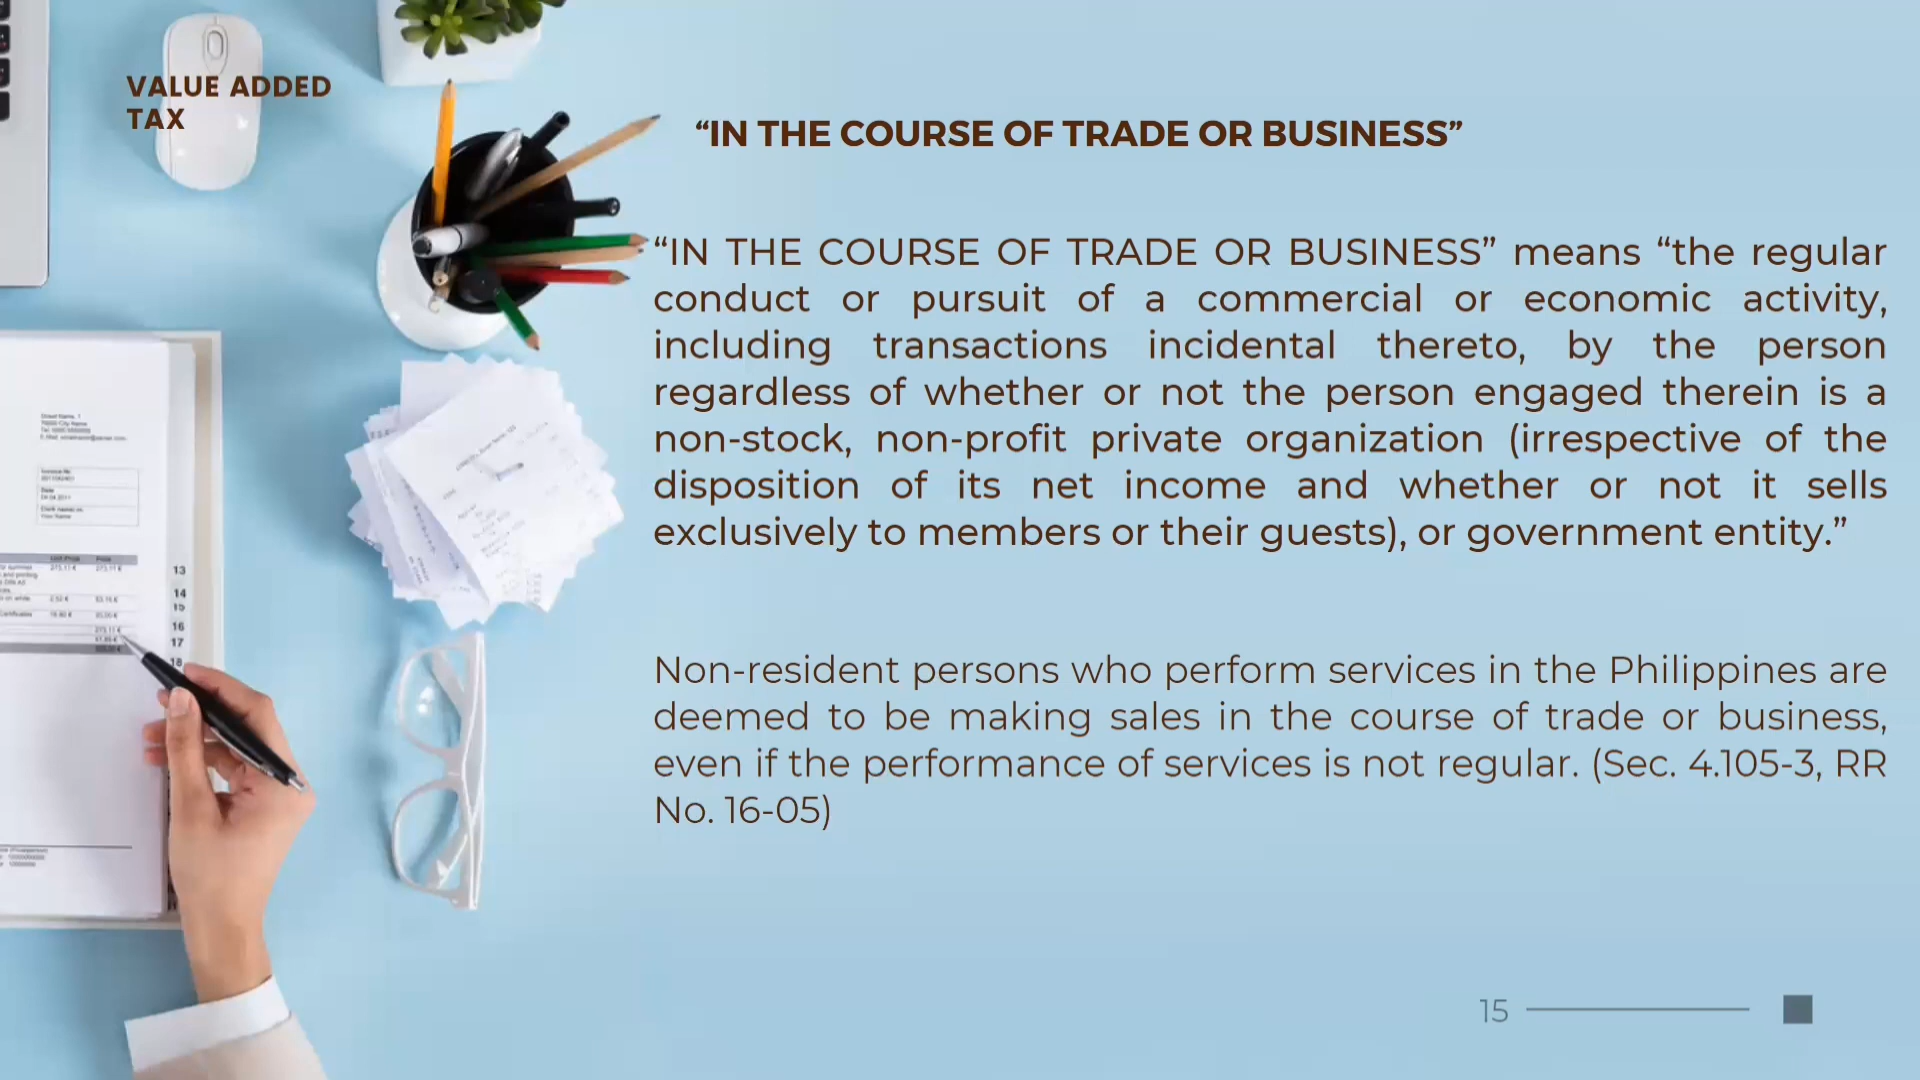 VALUE ADDED
TAX
“IN THE COURSE OF TRADE OR BUSINESS”
“IN THE COURSE OF TRADE OR BUSINESS” means “the regular
conduct or pursuit of a commercial or economic activity,
including transactions incidental thereto, by the person
regardless of whether or not the person engaged therein is a
non-stock, non-profit private organization (irrespective of the
disposition of its net income and whether or not it sells
exclusively to members or their guests), or government entity.”
Non-resident persons who perform services in the Philippines are
deemed to be making sales in the course of trade or business,
even if the performance of services is not regular. (Sec. 4.105-3, RR
No. 16-05)
13
14
15
16
17
18
15